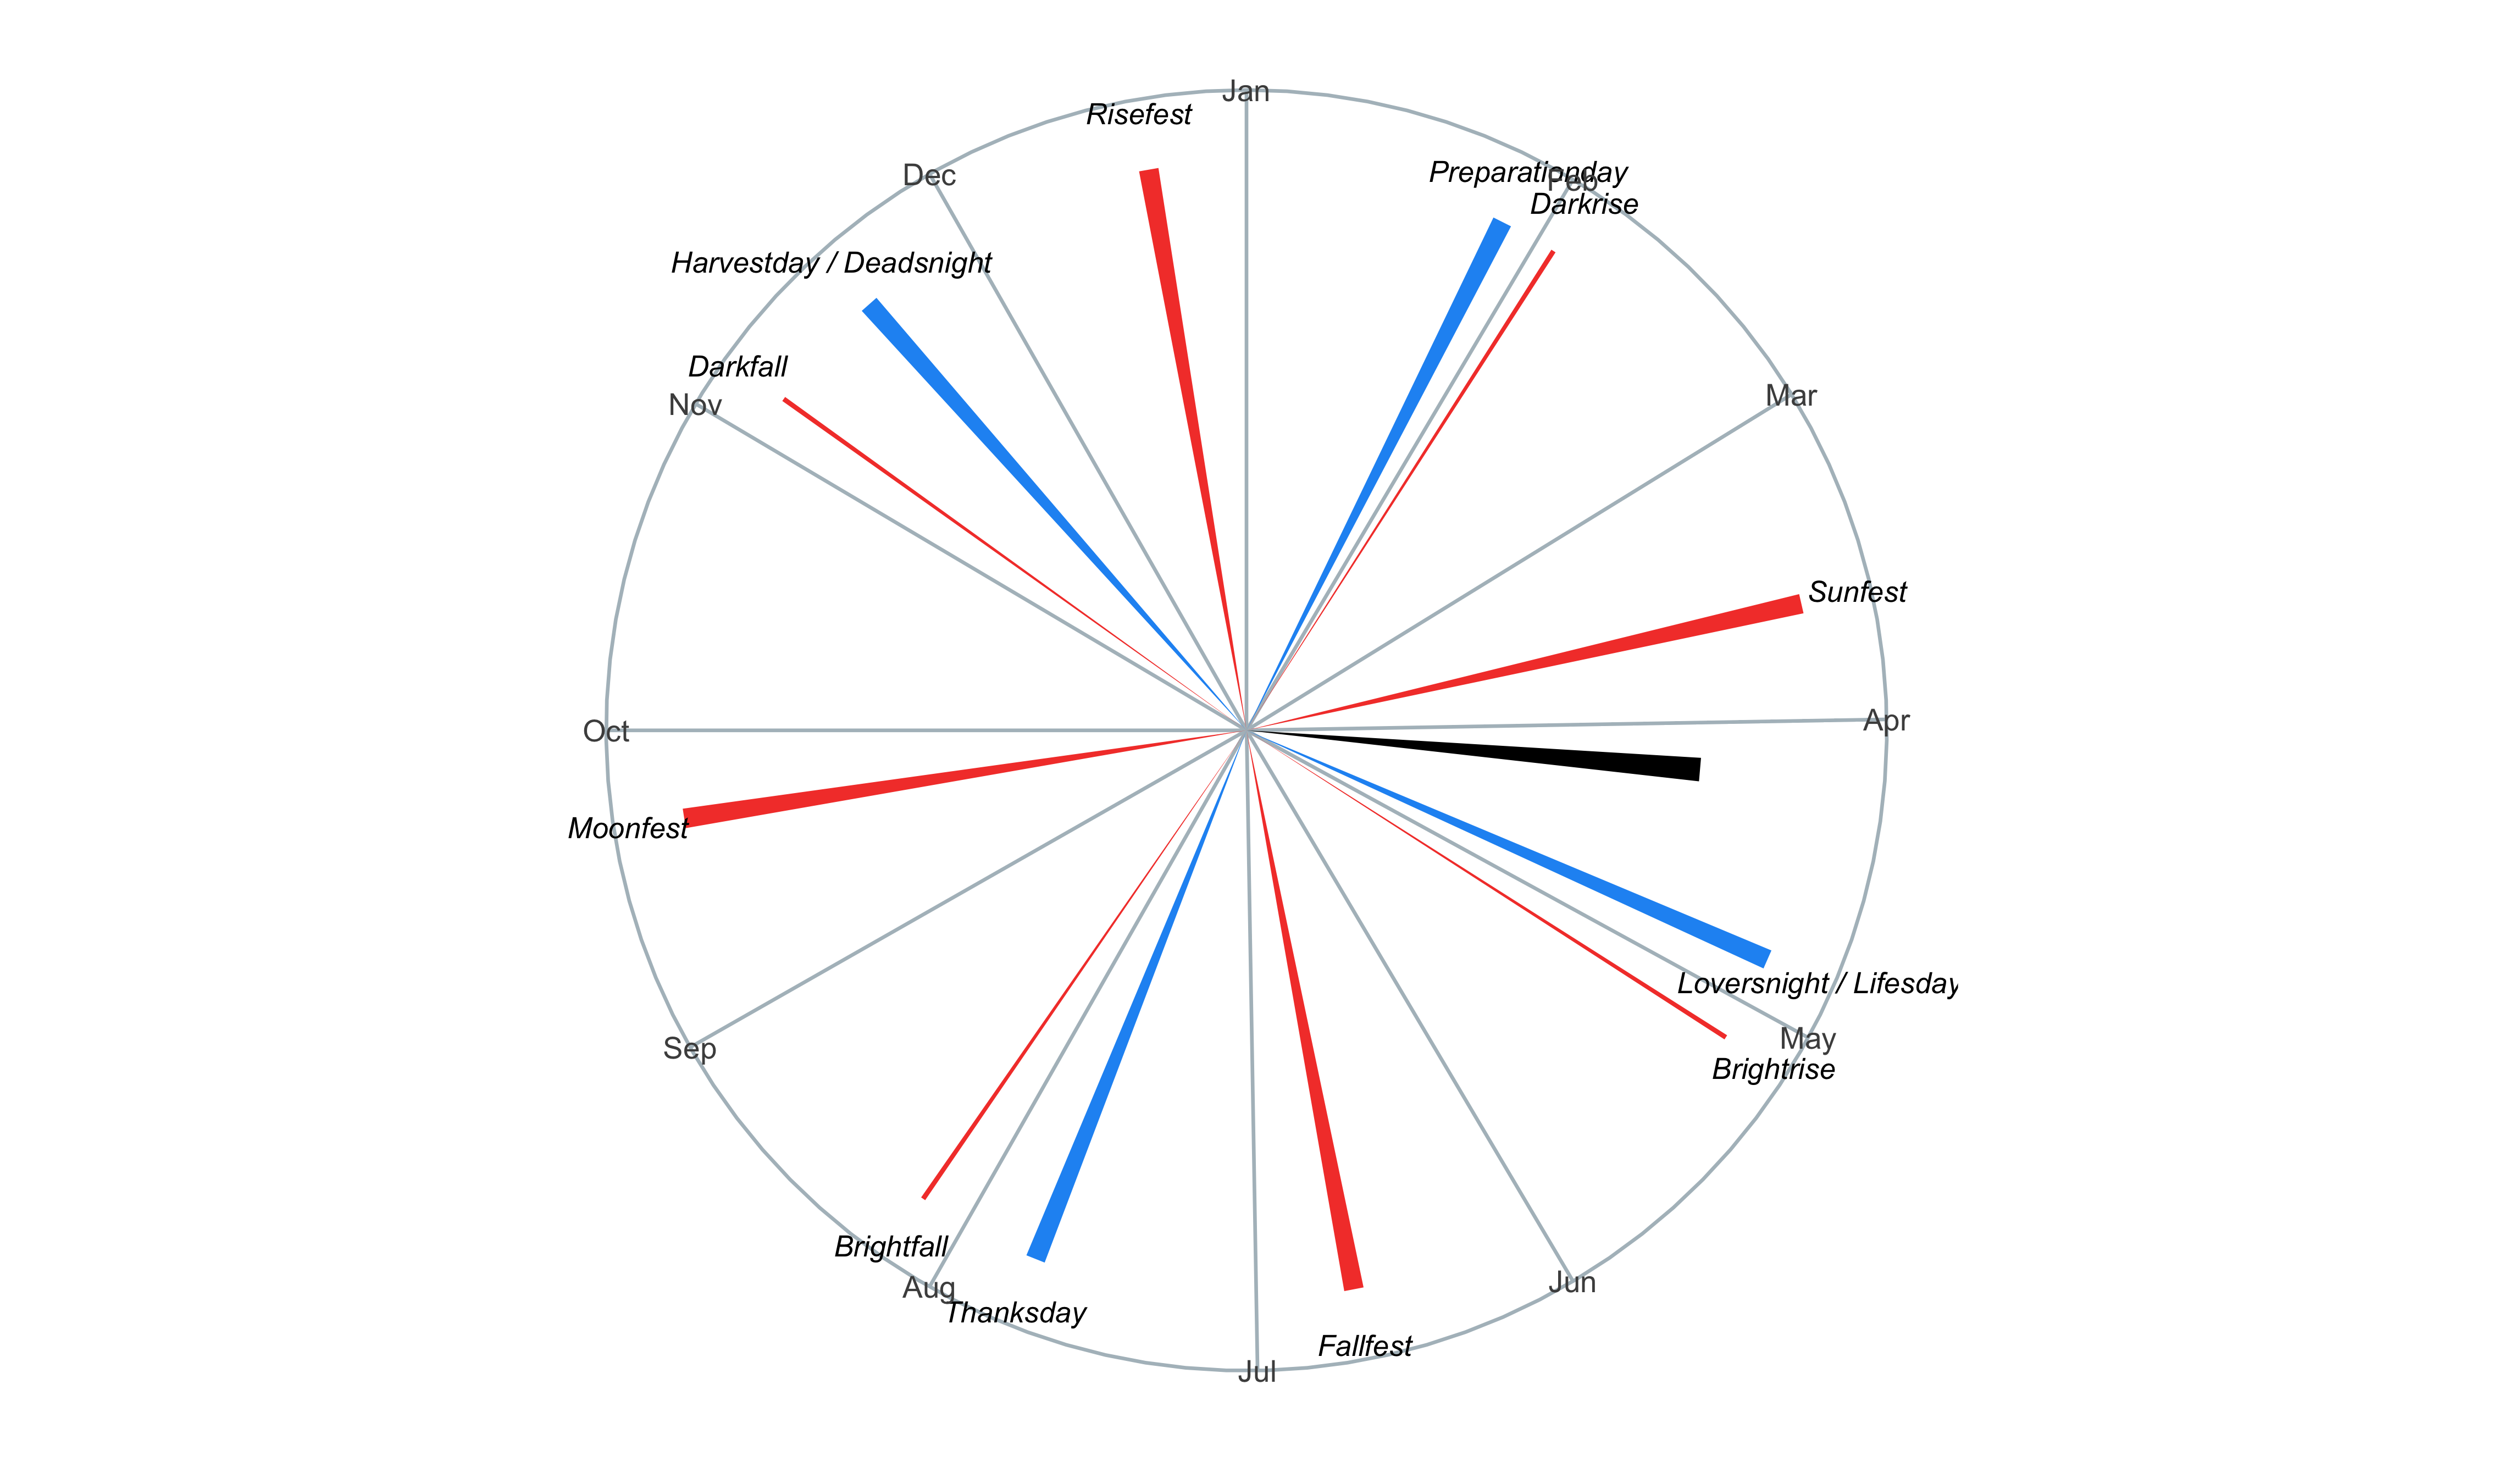 Jan
Risefest
Preparationday
Dec
Feb
Darkrise
Harvestday / Deadsnight
Darkfall
Mar
Nov
Sunfest
Apr
Oct
Moonfest
Loversnight / Lifesday
May
Sep
Brightrise
Brightfall
Jun
Aug
Thanksday
Fallfest
Jul